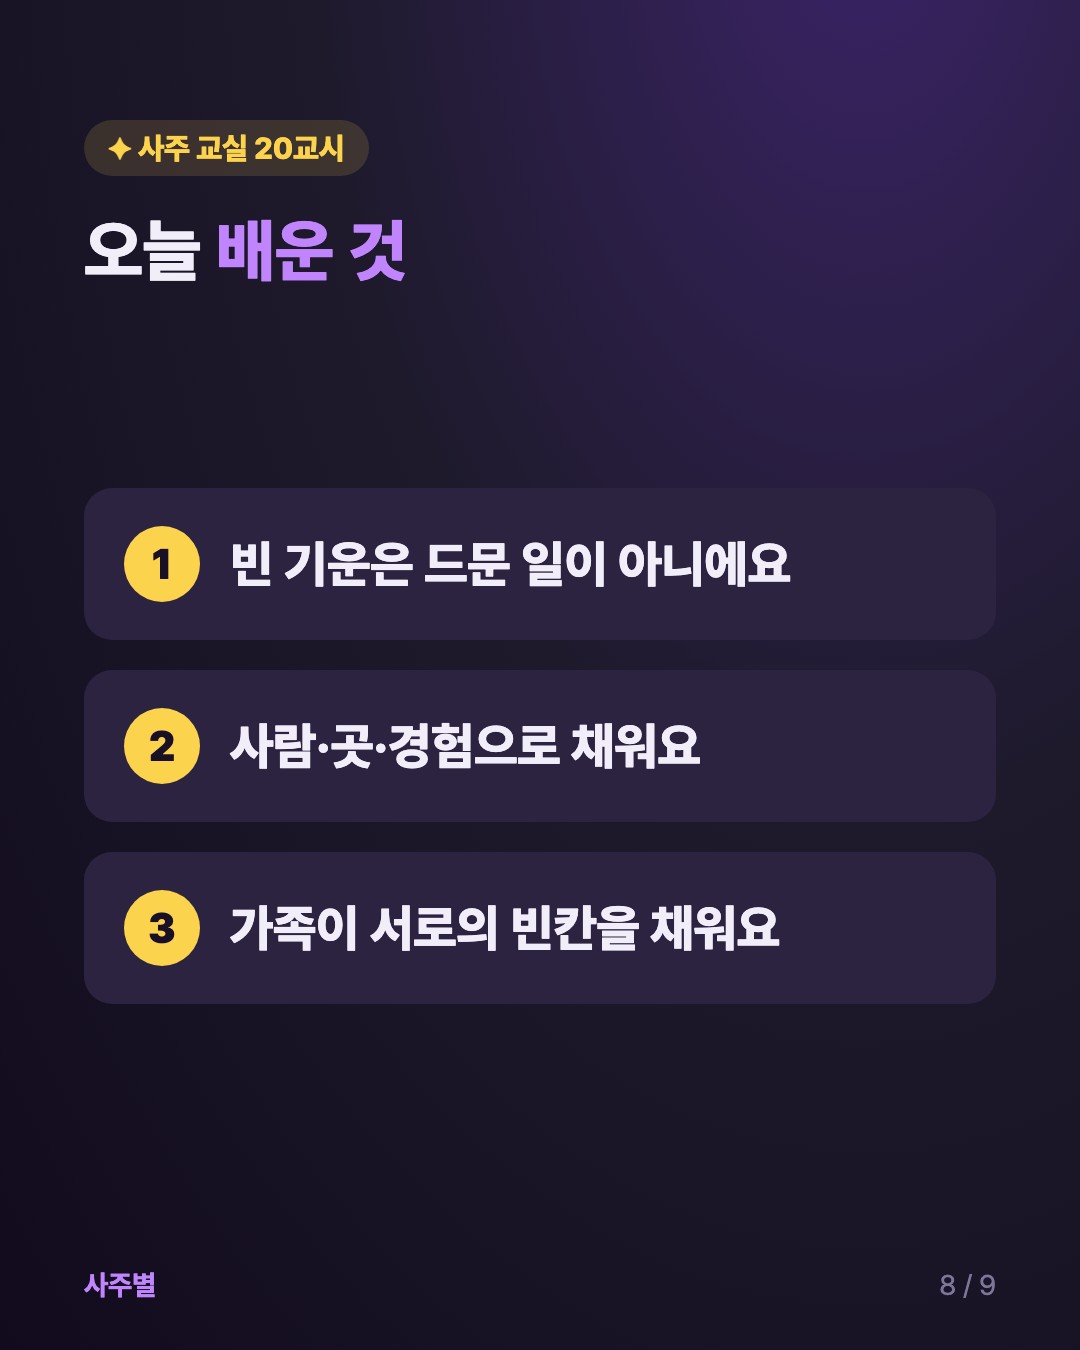 ✦ 사주 교실 20교시
오늘 배운 것
1 빈 기운은 드문 일이 아니에요
2 사람·곳·경험으로 채워요
3 가족이 서로의 빈칸을 채워요
사주별
8 / 9